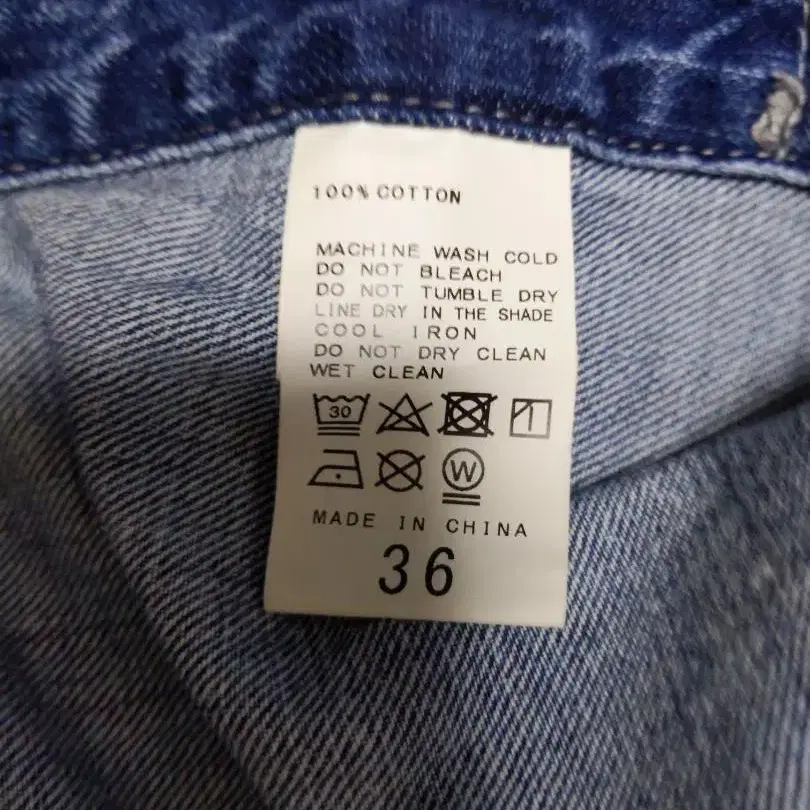 100% COTTON
MACHINE WASH COLD
DO NOT BLEACH
DO NOT TUMBLE DRY
LINE DRY IN THE SHADE
COOL IRON
DO NOT DRY CLEAN
WET CLEAN
30
W
MADE IN CHINA
36